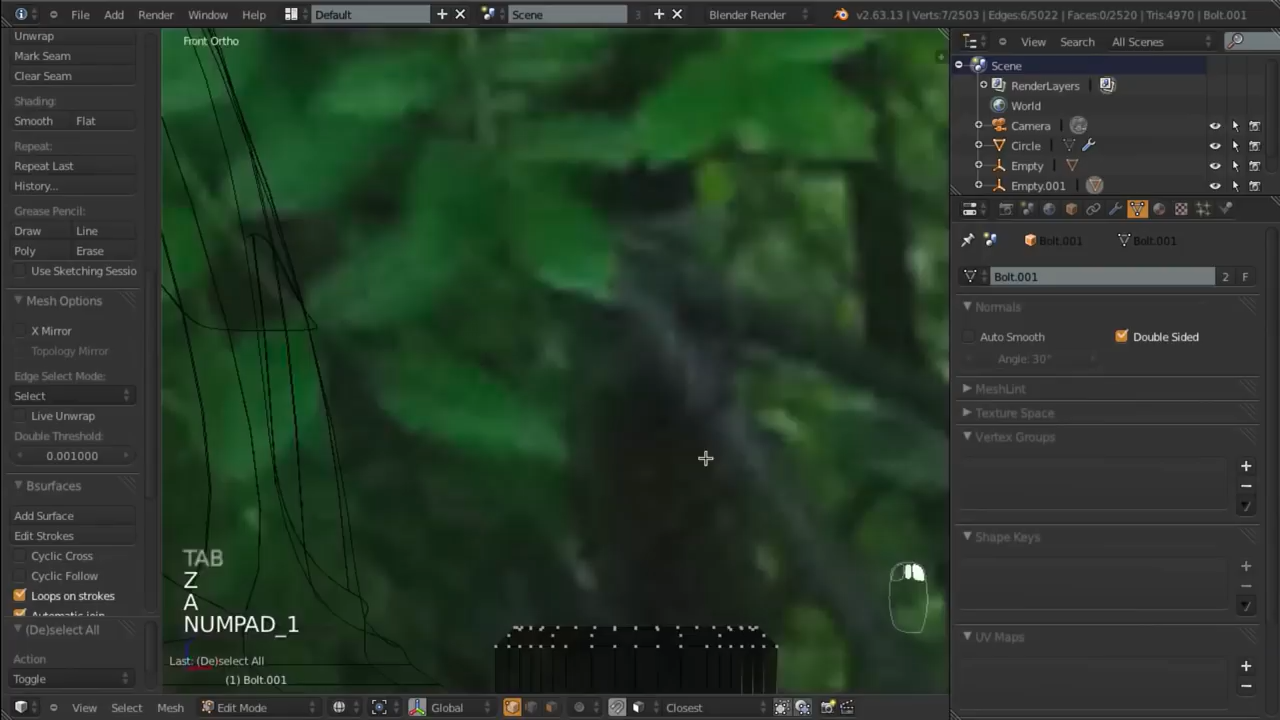 File Add Render Window Help Default Scene 3 Blender Render v2.63.13 | Verts:7/2503 | Edges:6/5022 | Faces:0/2520 | Tris:4970 | Bolt.001
Unwrap
Mark Seam
Clear Seam
Shading:
Smooth Flat
Repeat:
Repeat Last
History...
Grease Pencil:
Draw Line
Poly Erase
Use Sketching Sessio
Mesh Options
X Mirror
Topology Mirror
Edge Select Mode:
Select
Live Unwrap
Double Threshold:
0.001000
Bsurfaces
Add Surface
Edit Strokes
Cyclic Cross
Cyclic Follow
Loops on strokes
Automatic join
(De)select All
Action
Toggle
Front Ortho
TAB
Z
A
NUMPAD_1
Last: (De)select All
(1) Bolt.001
View Select Mesh Edit Mode Global Closest
View Search All Scenes
Scene
RenderLayers
World
Camera
Circle
Empty
Empty.001
Bolt.001 Bolt.001
Bolt.001 2 F
Normals
Auto Smooth Double Sided
Angle: 30°
MeshLint
Texture Space
Vertex Groups
Shape Keys
UV Maps